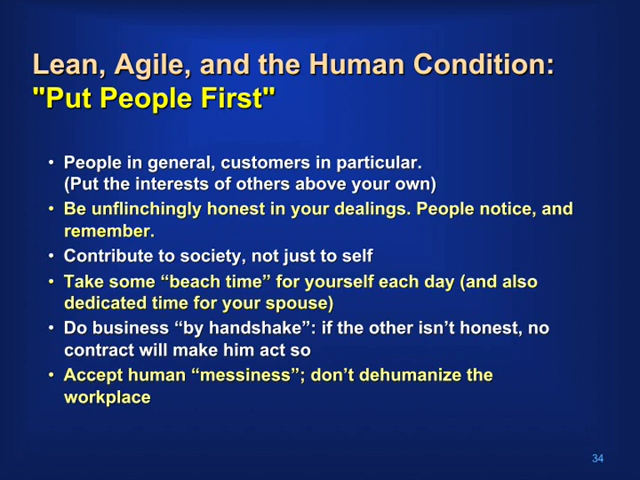 Lean, Agile, and the Human Condition:
"Put People First"
• People in general, customers in particular.
(Put the interests of others above your own)
• Be unflinchingly honest in your dealings. People notice, and
remember.
• Contribute to society, not just to self
• Take some “beach time” for yourself each day (and also
dedicated time for your spouse)
• Do business “by handshake”: if the other isn’t honest, no
contract will make him act so
• Accept human “messiness”; don’t dehumanize the
workplace
34